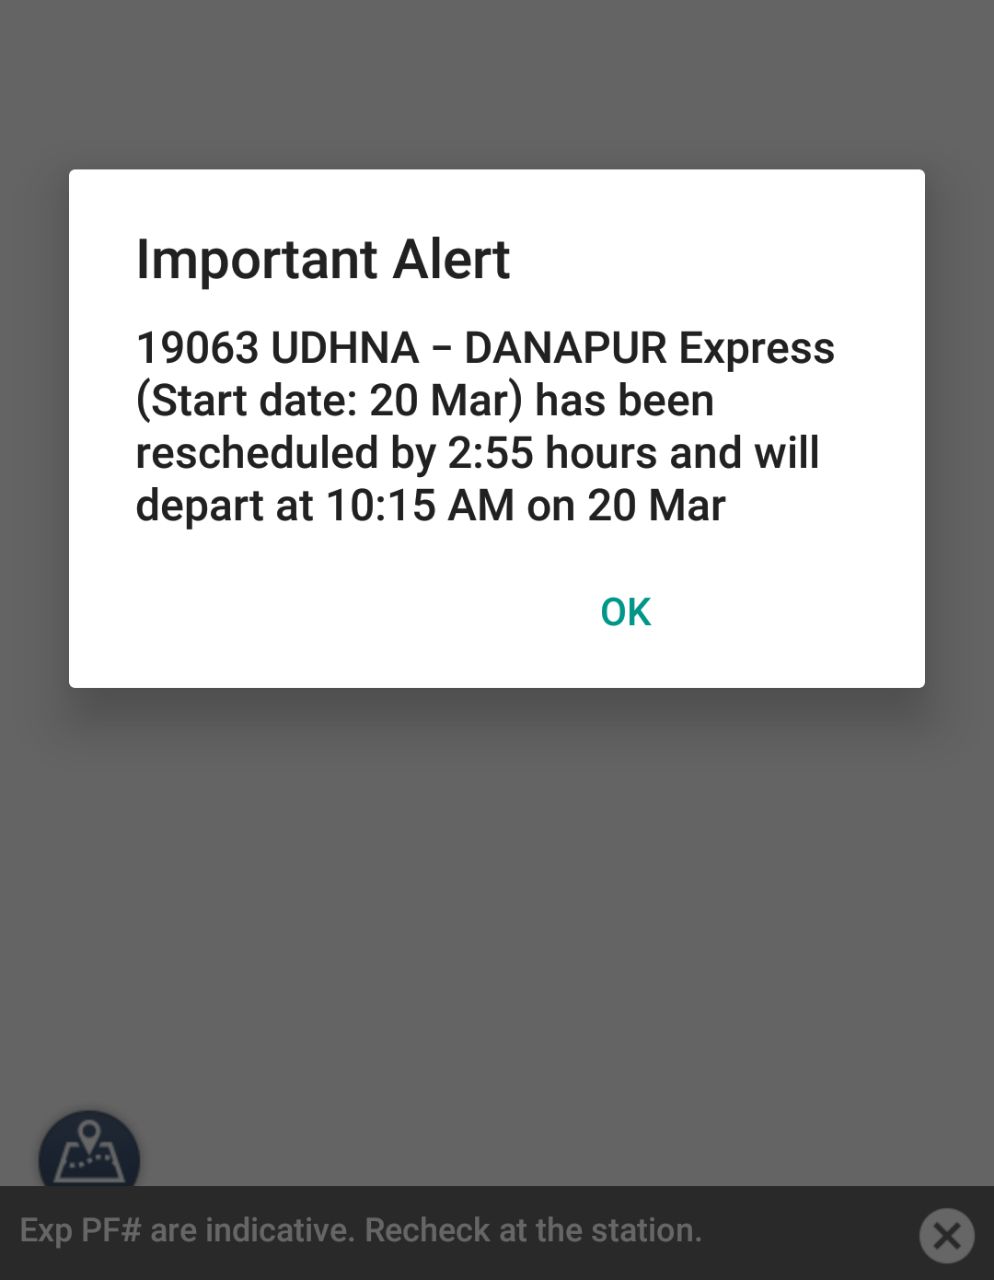 Important Alert
19063 UDHNA – DANAPUR Express
(Start date: 20 Mar) has been
rescheduled by 2:55 hours and will
depart at 10:15 AM on 20 Mar
OK
Exp PF# are indicative. Recheck at the station.